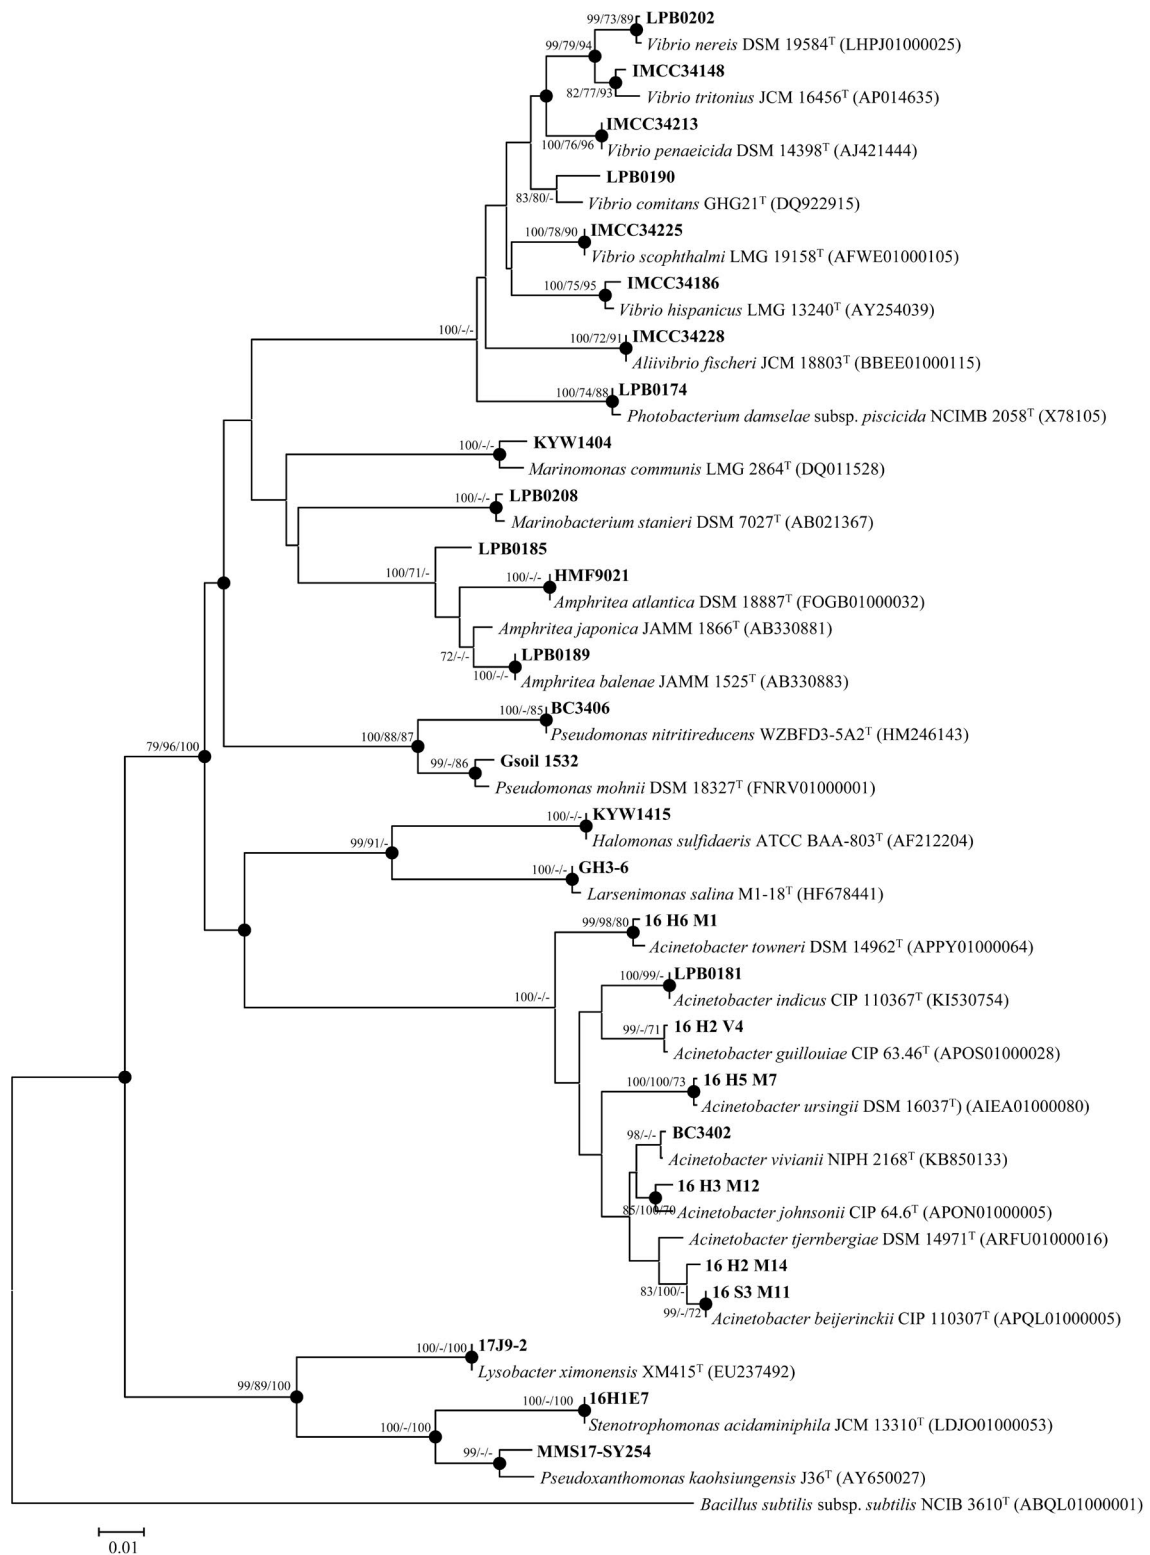 99/73/89 LPB0202
Vibrio nereis DSM 19584ᵀ (LHPJ01000025)
99/79/94
IMCC34148
82/77/93 Vibrio tritonius JCM 16456ᵀ (AP014635)
IMCC34213
100/76/96 Vibrio penaeicida DSM 14398ᵀ (AJ421444)
LPB0190
83/80/- Vibrio comitans GHG21ᵀ (DQ922915)
100/78/90 IMCC34225
Vibrio scophthalmi LMG 19158ᵀ (AFWE01000105)
100/75/95 IMCC34186
Vibrio hispanicus LMG 13240ᵀ (AY254039)
100/-/-
100/72/91 IMCC34228
Aliivibrio fischeri JCM 18803ᵀ (BBEE01000115)
100/74/88 LPB0174
Photobacterium damselae subsp. piscicida NCIMB 2058ᵀ (X78105)
100/-/- KYW1404
Marinomonas communis LMG 2864ᵀ (DQ011528)
100/-/- LPB0208
Marinobacterium stanieri DSM 7027ᵀ (AB021367)
LPB0185
100/71/-
100/-/- HMF9021
Amphritea atlantica DSM 18887ᵀ (FOGB01000032)
Amphritea japonica JAMM 1866ᵀ (AB330881)
72/-/- LPB0189
100/-/- Amphritea balenae JAMM 1525ᵀ (AB330883)
100/-/85 BC3406
Pseudomonas nitritireducens WZBFD3-5A2ᵀ (HM246143)
100/88/87
99/-/86 Gsoil 1532
Pseudomonas mohnii DSM 18327ᵀ (FNRV01000001)
79/96/100
100/-/- KYW1415
Halomonas sulfidaeris ATCC BAA-803ᵀ (AF212204)
99/91/-
100/-/- GH3-6
Larsenimonas salina M1-18ᵀ (HF678441)
99/98/80 16 H6 M1
Acinetobacter towneri DSM 14962ᵀ (APPY01000064)
100/99/- LPB0181
100/-/-
Acinetobacter indicus CIP 110367ᵀ (KI530754)
99/-/71 16 H2 V4
Acinetobacter guillouiae CIP 63.46ᵀ (APOS01000028)
100/100/73 16 H5 M7
Acinetobacter ursingii DSM 16037ᵀ) (AIEA01000080)
98/-/- BC3402
Acinetobacter vivianii NIPH 2168ᵀ (KB850133)
16 H3 M12
85/100/70 Acinetobacter johnsonii CIP 64.6ᵀ (APON01000005)
Acinetobacter tjernbergiae DSM 14971ᵀ (ARFU01000016)
16 H2 M14
83/100/- 16 S3 M11
99/-/72 Acinetobacter beijerinckii CIP 110307ᵀ (APQL01000005)
100/-/100 17J9-2
Lysobacter ximonensis XM415ᵀ (EU237492)
99/89/100
100/-/100 16H1E7
Stenotrophomonas acidaminiphila JCM 13310ᵀ (LDJO01000053)
100/-/100
99/-/- MMS17-SY254
Pseudoxanthomonas kaohsiungensis J36ᵀ (AY650027)
Bacillus subtilis subsp. subtilis NCIB 3610ᵀ (ABQL01000001)
0.01